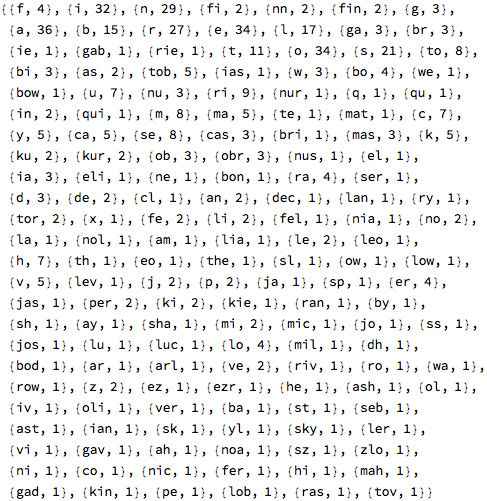 {{f, 4}, {i, 32}, {n, 29}, {fi, 2}, {nn, 2}, {fin, 2}, {g, 3},
{a, 36}, {b, 15}, {r, 27}, {e, 34}, {l, 17}, {ga, 3}, {br, 3},
{ie, 1}, {gab, 1}, {rie, 1}, {t, 11}, {o, 34}, {s, 21}, {to, 8},
{bi, 3}, {as, 2}, {tob, 5}, {ias, 1}, {w, 3}, {bo, 4}, {we, 1},
{bow, 1}, {u, 7}, {nu, 3}, {ri, 9}, {nur, 1}, {q, 1}, {qu, 1},
{in, 2}, {qui, 1}, {m, 8}, {ma, 5}, {te, 1}, {mat, 1}, {c, 7},
{y, 5}, {ca, 5}, {se, 8}, {cas, 3}, {bri, 1}, {mas, 3}, {k, 5},
{ku, 2}, {kur, 2}, {ob, 3}, {obr, 3}, {nus, 1}, {el, 1},
{ia, 3}, {eli, 1}, {ne, 1}, {bon, 1}, {ra, 4}, {ser, 1},
{d, 3}, {de, 2}, {cl, 1}, {an, 2}, {dec, 1}, {lan, 1}, {ry, 1},
{tor, 2}, {x, 1}, {fe, 2}, {li, 2}, {fel, 1}, {nia, 1}, {no, 2},
{la, 1}, {nol, 1}, {am, 1}, {lia, 1}, {le, 2}, {leo, 1},
{h, 7}, {th, 1}, {eo, 1}, {the, 1}, {sl, 1}, {ow, 1}, {low, 1},
{v, 5}, {lev, 1}, {j, 2}, {p, 2}, {ja, 1}, {sp, 1}, {er, 4},
{jas, 1}, {per, 2}, {ki, 2}, {kie, 1}, {ran, 1}, {by, 1},
{sh, 1}, {ay, 1}, {sha, 1}, {mi, 2}, {mic, 1}, {jo, 1}, {ss, 1},
{jos, 1}, {lu, 1}, {luc, 1}, {lo, 4}, {mil, 1}, {dh, 1},
{bod, 1}, {ar, 1}, {arl, 1}, {ve, 2}, {riv, 1}, {ro, 1}, {wa, 1},
{row, 1}, {z, 2}, {ez, 1}, {ezr, 1}, {he, 1}, {ash, 1}, {ol, 1},
{iv, 1}, {oli, 1}, {ver, 1}, {ba, 1}, {st, 1}, {seb, 1},
{ast, 1}, {ian, 1}, {sk, 1}, {yl, 1}, {sky, 1}, {ler, 1},
{vi, 1}, {gav, 1}, {ah, 1}, {noa, 1}, {sz, 1}, {zlo, 1},
{ni, 1}, {co, 1}, {nic, 1}, {fer, 1}, {hi, 1}, {mah, 1},
{gad, 1}, {kin, 1}, {pe, 1}, {lob, 1}, {ras, 1}, {tov, 1}}